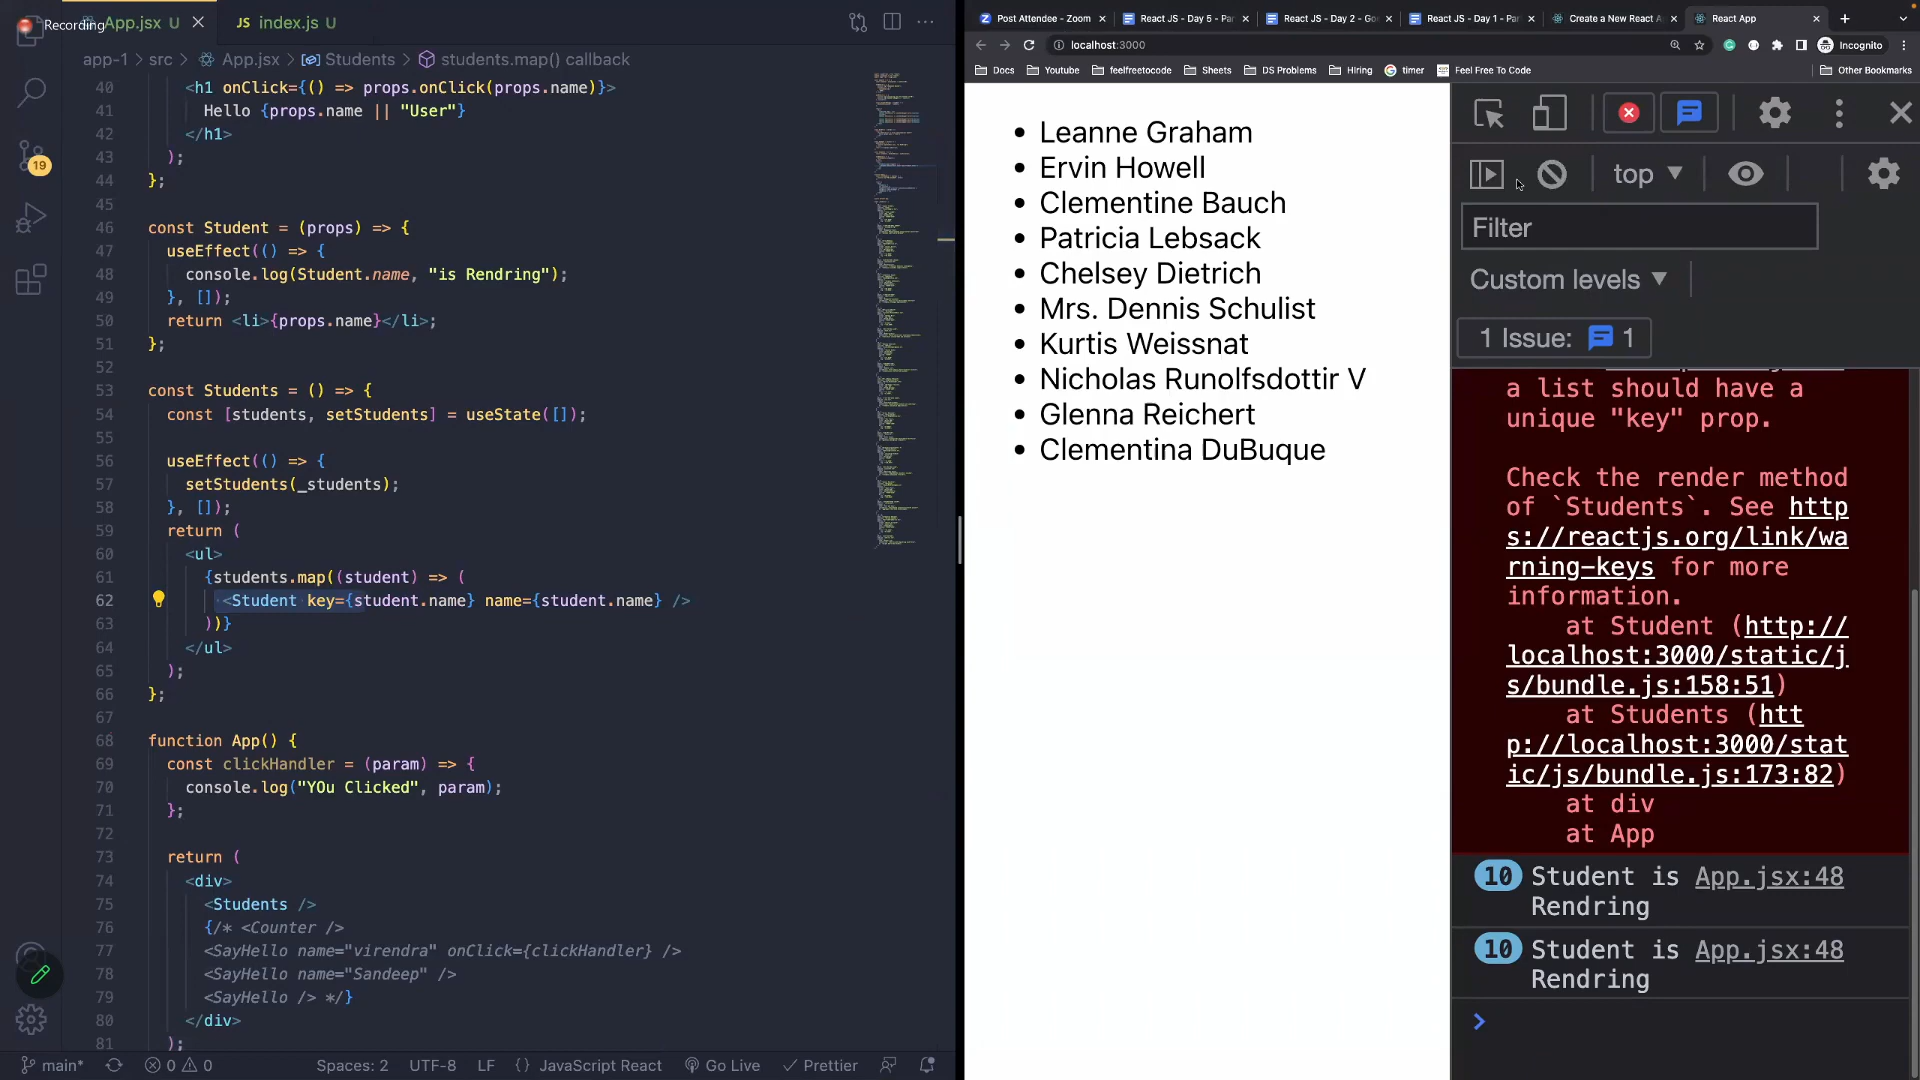 Recording
App.jsx U
JS index.js U
app-1 > src > App.jsx > Students > students.map() callback
40 <h1 onClick={() => props.onClick(props.name)}>
41 Hello {props.name || "User"}
42 </h1>
43 );
44 };
45
46 const Student = (props) => {
47 useEffect(() => {
48 console.log(Student.name, "is Rendring");
49 }, []);
50 return <li>{props.name}</li>;
51 };
52
53 const Students = () => {
54 const [students, setStudents] = useState([]);
55
56 useEffect(() => {
57 setStudents(_students);
58 }, []);
59 return (
60 <ul>
61 {students.map((student) => (
62 <Student key={student.name} name={student.name} />
63 ))}
64 </ul>
65 );
66 };
67
68 function App() {
69 const clickHandler = (param) => {
70 console.log("YOu Clicked", param);
71 };
72
73 return (
74 <div>
75 <Students />
76 {/* <Counter />
77 <SayHello name="virendra" onClick={clickHandler} />
78 <SayHello name="Sandeep" />
79 <SayHello /> */}
80 </div>
81 );
19
main* 0 0 Spaces: 2 UTF-8 LF {} JavaScript React Go Live Prettier
Post Attendee - Zoom
React JS - Day 5 - Par
React JS - Day 2 - Goo
React JS - Day 1 - Part
Create a New React A
React App
localhost:3000
Incognito
Docs Youtube feelfreetocode Sheets DS Problems Hiring timer Feel Free To Code Other Bookmarks
Leanne Graham
Ervin Howell
Clementine Bauch
Patricia Lebsack
Chelsey Dietrich
Mrs. Dennis Schulist
Kurtis Weissnat
Nicholas Runolfsdottir V
Glenna Reichert
Clementina DuBuque
top
Filter
Custom levels
1 Issue: 1
a list should have a
unique "key" prop.
Check the render method
of `Students`. See http
s://reactjs.org/link/wa
rning-keys for more
information.
at Student (http://
localhost:3000/static/j
s/bundle.js:158:51)
at Students (htt
p://localhost:3000/stat
ic/js/bundle.js:173:82)
at div
at App
10 Student is App.jsx:48
Rendring
10 Student is App.jsx:48
Rendring